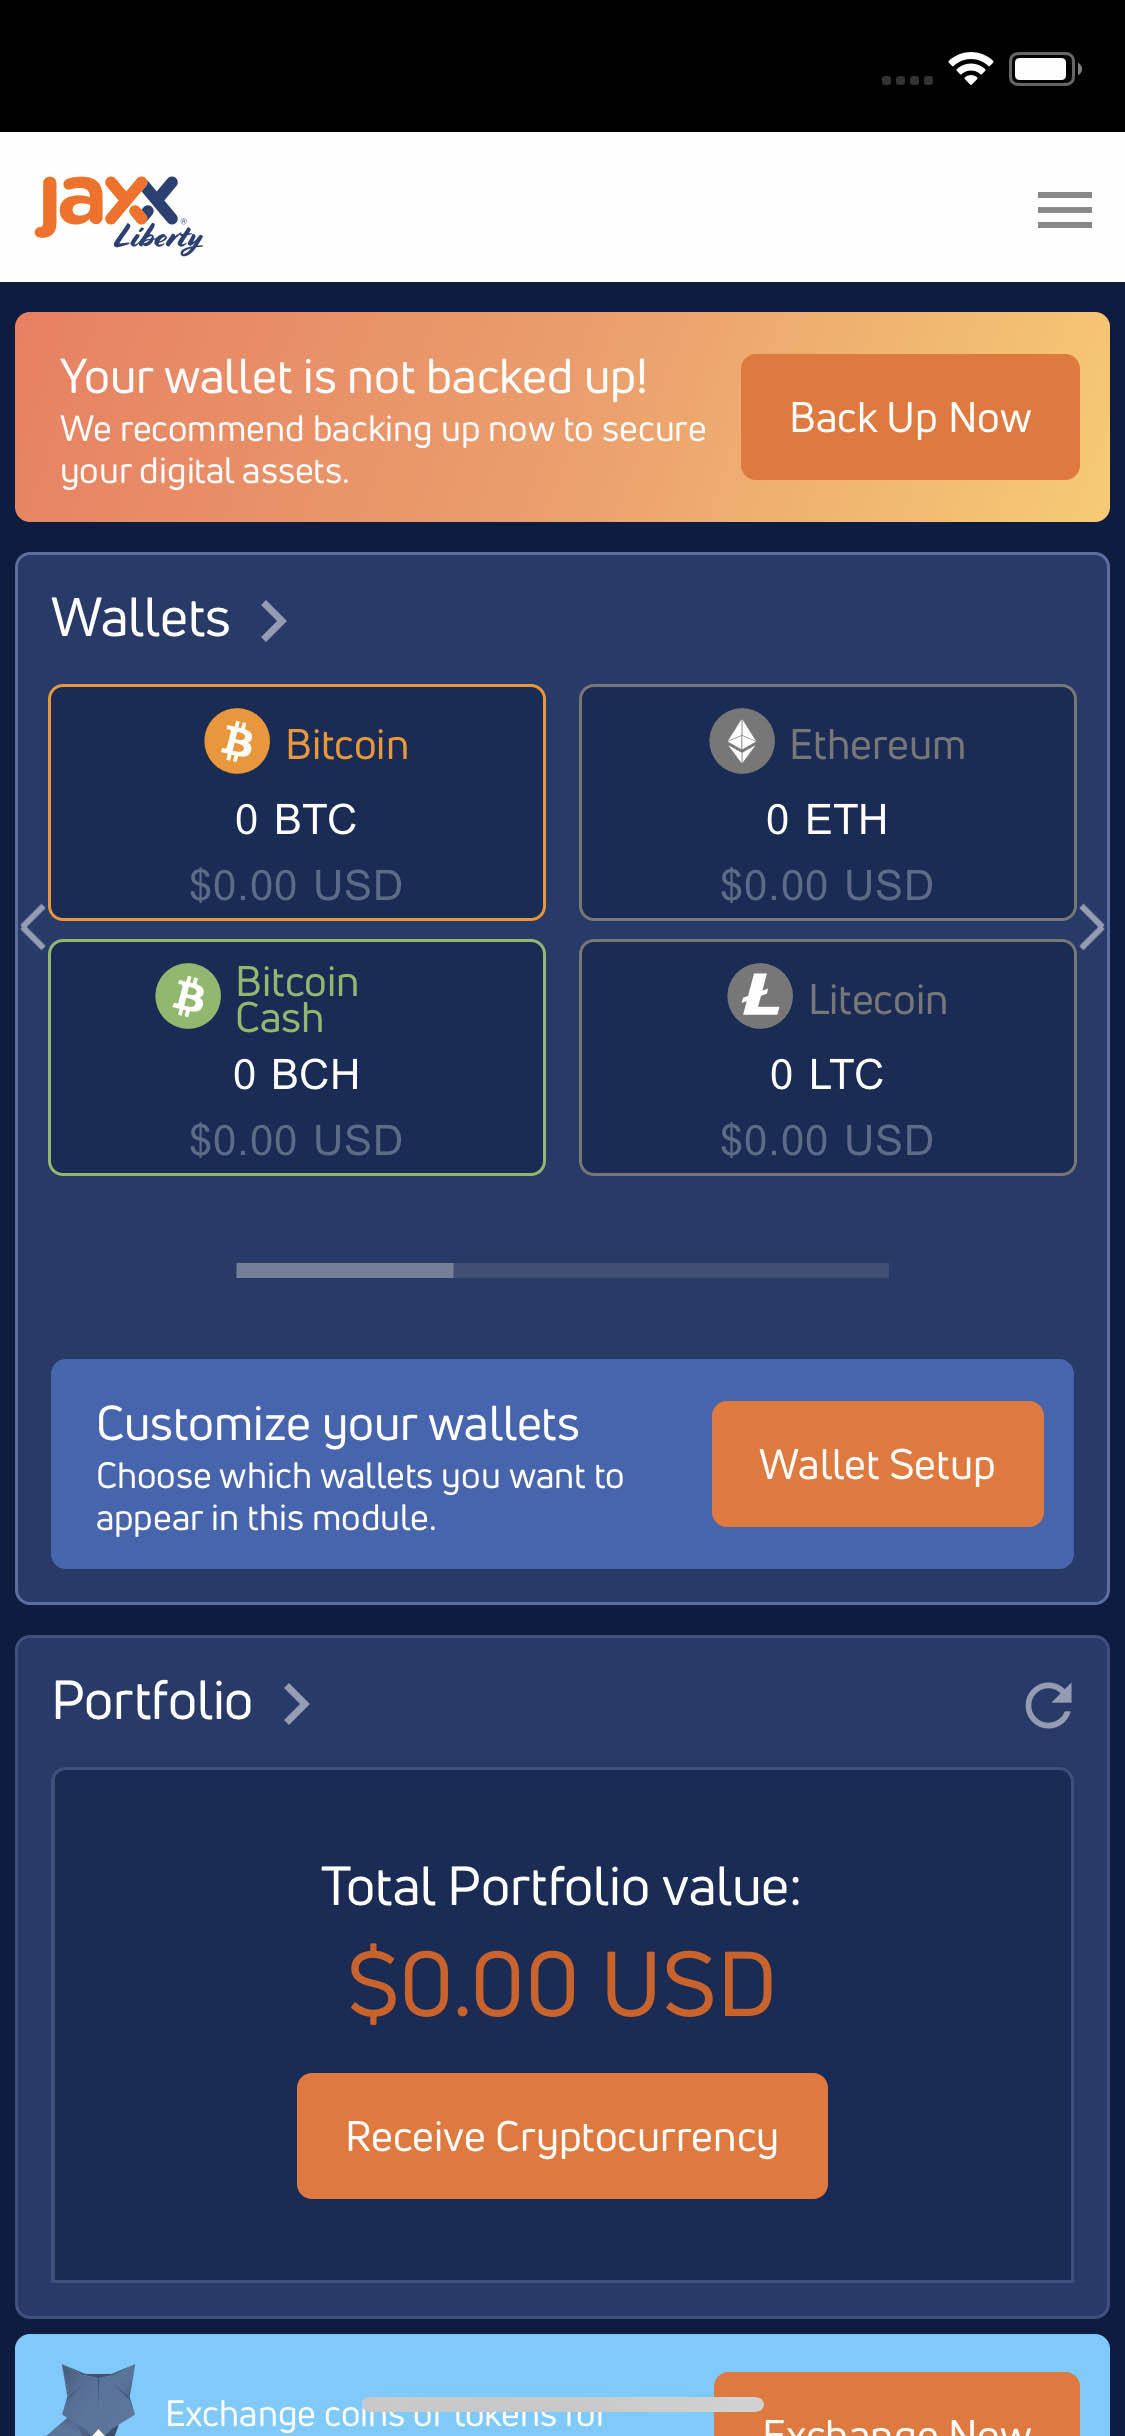 jaxx
Liberty
Your wallet is not backed up!
We recommend backing up now to secure
your digital assets.
Back Up Now
Wallets
Bitcoin
0 BTC
$0.00 USD
Ethereum
0 ETH
$0.00 USD
Bitcoin
Cash
0 BCH
$0.00 USD
Litecoin
0 LTC
$0.00 USD
Customize your wallets
Choose which wallets you want to
appear in this module.
Wallet Setup
Portfolio
Total Portfolio value:
$0.00 USD
Receive Cryptocurrency
Exchange coins or tokens for
Exchange Now